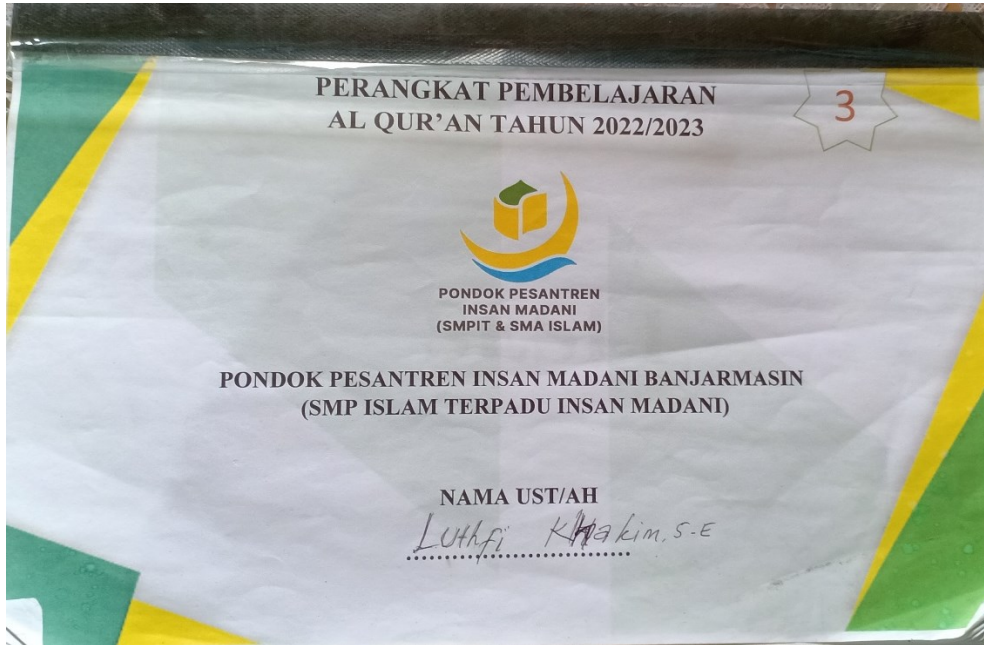 PERANGKAT PEMBELAJARAN
AL QUR'AN TAHUN 2022/2023
3
PONDOK PESANTREN
INSAN MADANI
(SMPIT & SMA ISLAM)
PONDOK PESANTREN INSAN MADANI BANJARMASIN
(SMP ISLAM TERPADU INSAN MADANI)
NAMA UST/AH
Luthfi Khakim, S.E